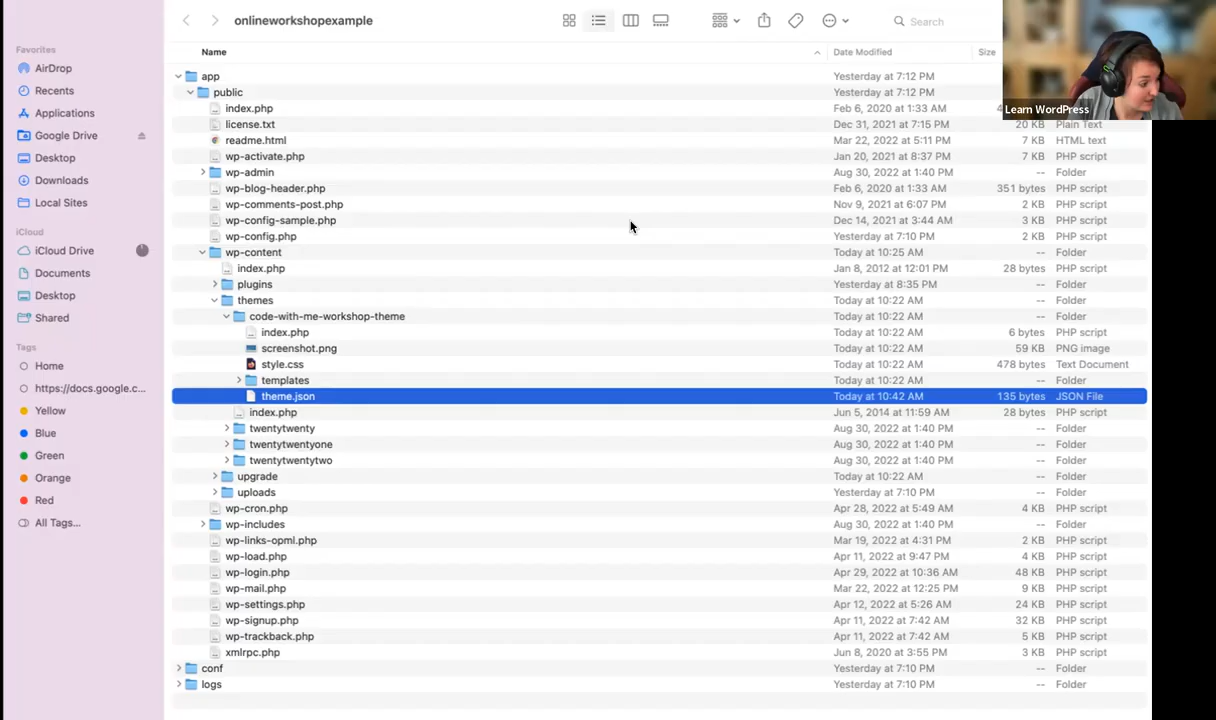 onlineworkshopexample
Search
Favorites
AirDrop
Recents
Applications
Google Drive
Desktop
Downloads
Local Sites
iCloud
iCloud Drive
Documents
Desktop
Shared
Tags
Home
https://docs.google.c...
Yellow
Blue
Green
Orange
Red
All Tags...
Name Date Modified Size
app Yesterday at 7:12 PM
public Yesterday at 7:12 PM
index.php Feb 6, 2020 at 1:33 AM
license.txt Dec 31, 2021 at 7:15 PM 20 KB Plain Text
readme.html Mar 22, 2022 at 5:11 PM 7 KB HTML text
wp-activate.php Jan 20, 2021 at 8:37 PM 7 KB PHP script
wp-admin Aug 30, 2022 at 1:40 PM -- Folder
wp-blog-header.php Feb 6, 2020 at 1:33 AM 351 bytes PHP script
wp-comments-post.php Nov 9, 2021 at 6:07 PM 2 KB PHP script
wp-config-sample.php Dec 14, 2021 at 3:44 AM 3 KB PHP script
wp-config.php Yesterday at 7:10 PM 2 KB PHP script
wp-content Today at 10:25 AM -- Folder
index.php Jan 8, 2012 at 12:01 PM 28 bytes PHP script
plugins Yesterday at 8:35 PM -- Folder
themes Today at 10:22 AM -- Folder
code-with-me-workshop-theme Today at 10:22 AM -- Folder
index.php Today at 10:22 AM 6 bytes PHP script
screenshot.png Today at 10:22 AM 59 KB PNG image
style.css Today at 10:22 AM 478 bytes Text Document
templates Today at 10:22 AM -- Folder
theme.json Today at 10:42 AM 135 bytes JSON File
index.php Jun 5, 2014 at 11:59 AM 28 bytes PHP script
twentytwenty Aug 30, 2022 at 1:40 PM -- Folder
twentytwentyone Aug 30, 2022 at 1:40 PM -- Folder
twentytwentytwo Aug 30, 2022 at 1:40 PM -- Folder
upgrade Today at 10:22 AM -- Folder
uploads Yesterday at 7:10 PM -- Folder
wp-cron.php Apr 28, 2022 at 5:49 AM 4 KB PHP script
wp-includes Aug 30, 2022 at 1:40 PM -- Folder
wp-links-opml.php Mar 19, 2022 at 4:31 PM 2 KB PHP script
wp-load.php Apr 11, 2022 at 9:47 PM 4 KB PHP script
wp-login.php Apr 29, 2022 at 10:36 AM 48 KB PHP script
wp-mail.php Mar 22, 2022 at 12:25 PM 9 KB PHP script
wp-settings.php Apr 12, 2022 at 5:26 AM 24 KB PHP script
wp-signup.php Apr 11, 2022 at 7:42 AM 32 KB PHP script
wp-trackback.php Apr 11, 2022 at 7:42 AM 5 KB PHP script
xmlrpc.php Jun 8, 2020 at 3:55 PM 3 KB PHP script
conf Yesterday at 7:10 PM -- Folder
logs Yesterday at 7:10 PM -- Folder
Learn WordPress